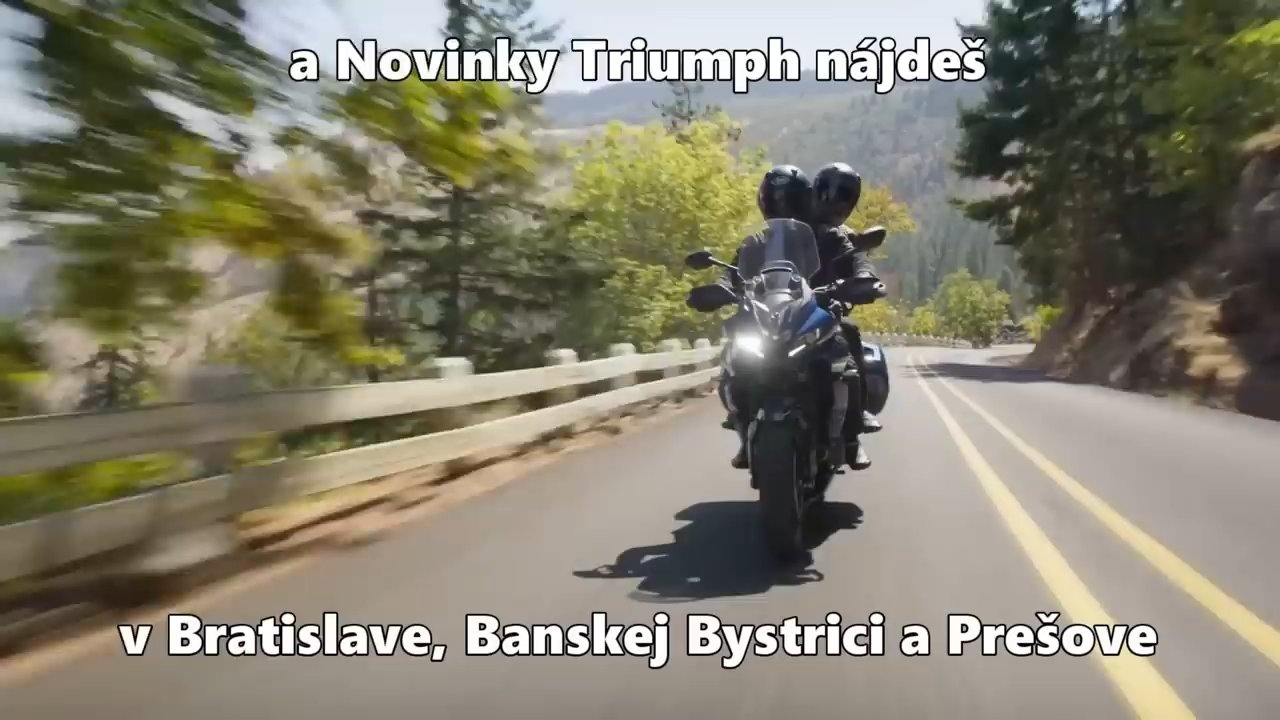 a Novinky Triumph nájdeš
v Bratislave, Banskej Bystrici a Prešove